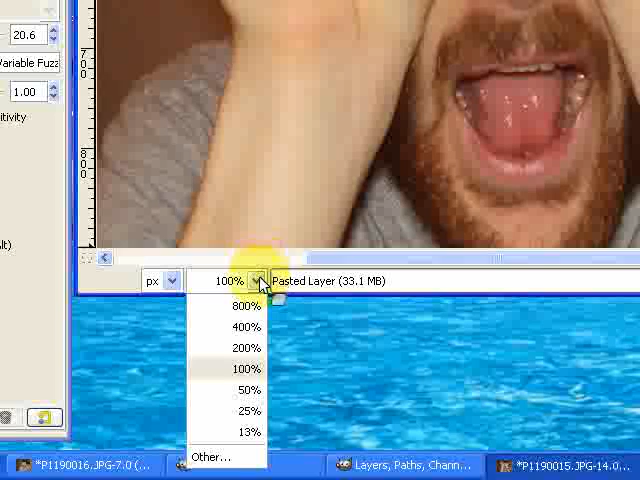 20.6
Variable Fuzz
1.00
itivity
lt)
700
800
px
100%
Pasted Layer (33.1 MB)
800%
400%
200%
100%
50%
25%
13%
Other...
*P1190016.JPG-7.0 (...
Layers, Paths, Chann...
*P1190015.JPG-14.0...